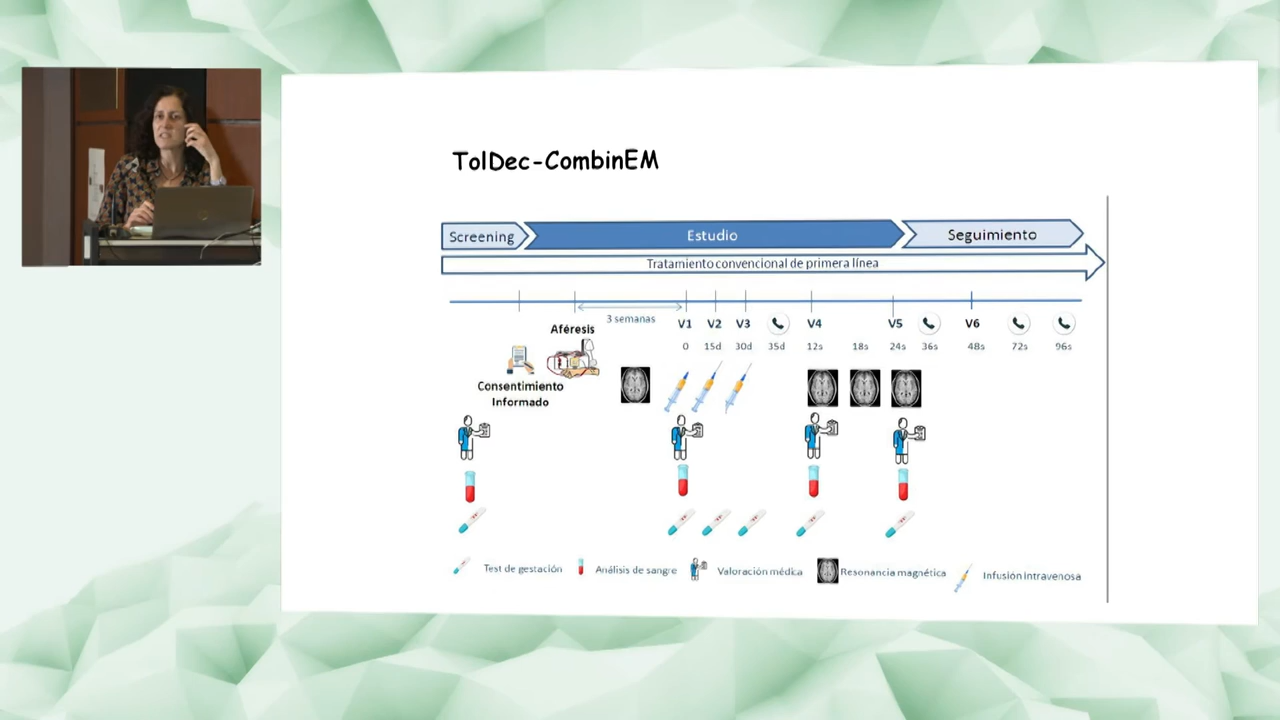 TolDec-CombinEM
Screening Estudio Seguimiento
Tratamiento convencional de primera línea
3 semanas
Aféresis
V1 V2 V3 V4 V5 V6
0 15d 30d 35d 12s 18s 24s 36s 48s 72s 96s
Consentimiento
Informado
Test de gestación Análisis de sangre Valoración médica Resonancia magnética Infusión intravenosa